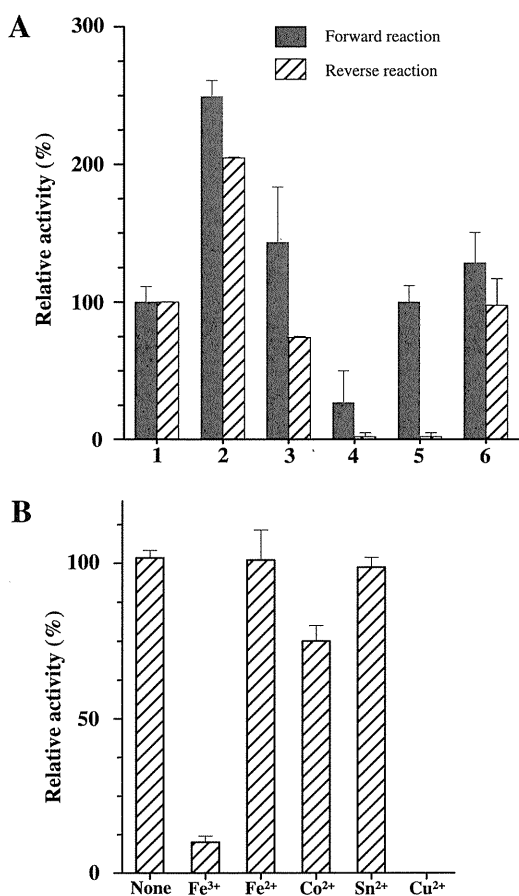 A
300
200
100
0
Relative activity (%)
Forward reaction
Reverse reaction
1 2 3 4 5 6
B
100
50
0
Relative activity (%)
None Fe³⁺ Fe²⁺ Co²⁺ Sn²⁺ Cu²⁺